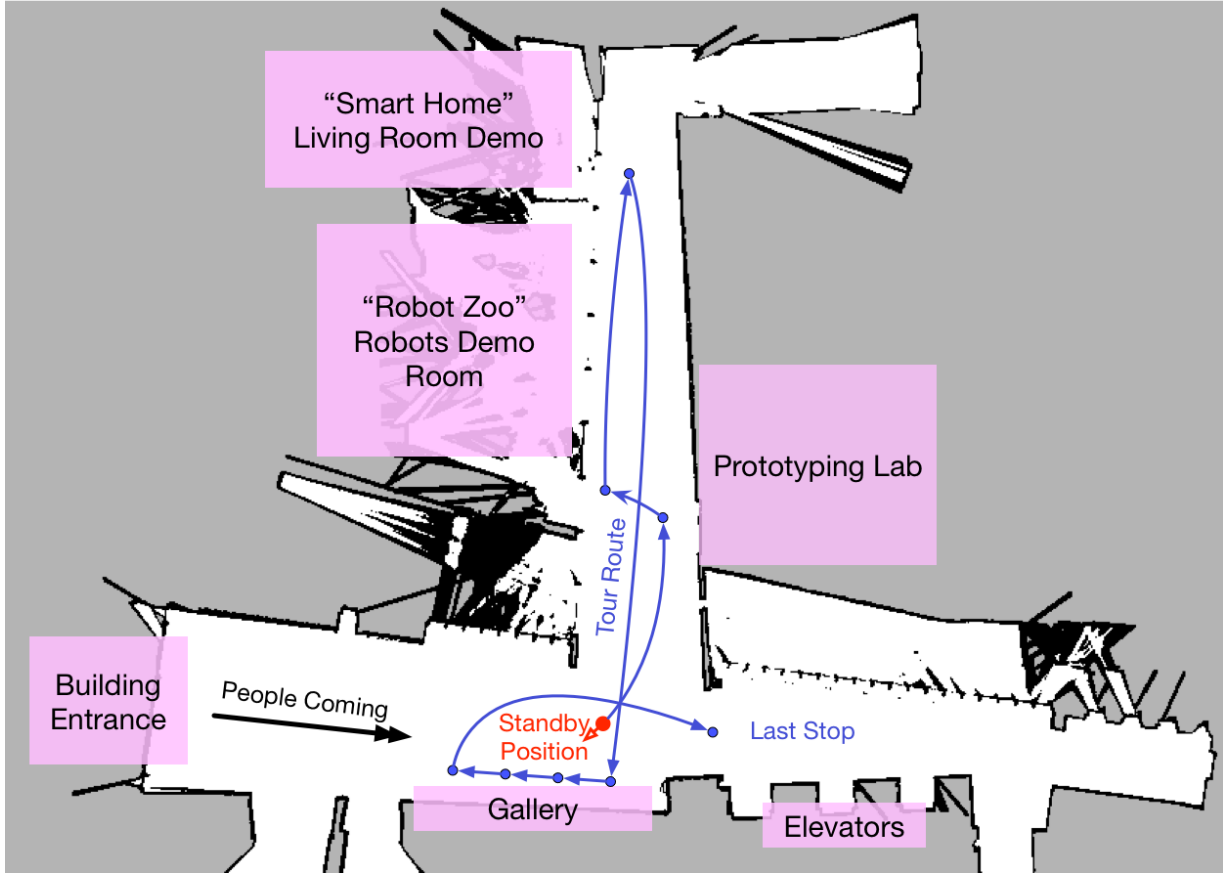 “Smart Home”
Living Room Demo
“Robot Zoo”
Robots Demo
Room
Prototyping Lab
Tour Route
Building
Entrance
People Coming
Standby
Position
Last Stop
Gallery
Elevators